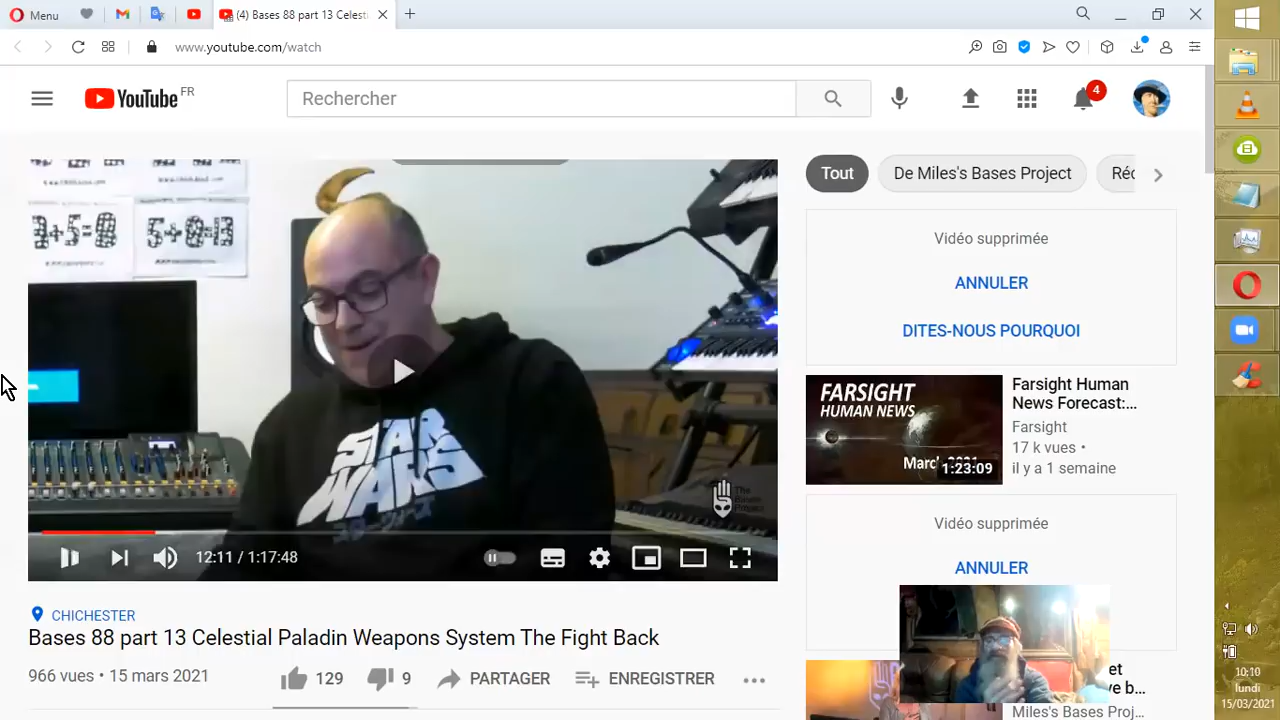 Menu
(4) Bases 88 part 13 Celesti
www.youtube.com/watch
YouTube FR
Rechercher
4
Tout
De Miles's Bases Project
3+5=8
5+8=13
STAR
WARS
The
Bases
Project
12:11 / 1:17:48
CHICHESTER
Bases 88 part 13 Celestial Paladin Weapons System The Fight Back
966 vues • 15 mars 2021
129
9
PARTAGER
ENREGISTRER
Vidéo supprimée
ANNULER
DITES-NOUS POURQUOI
FARSIGHT
HUMAN NEWS
1:23:09
Farsight Human
News Forecast:...
Farsight
17 k vues •
il y a 1 semaine
Vidéo supprimée
ANNULER
Miles's Bases Proj...
10:10
lundi
15/03/2021